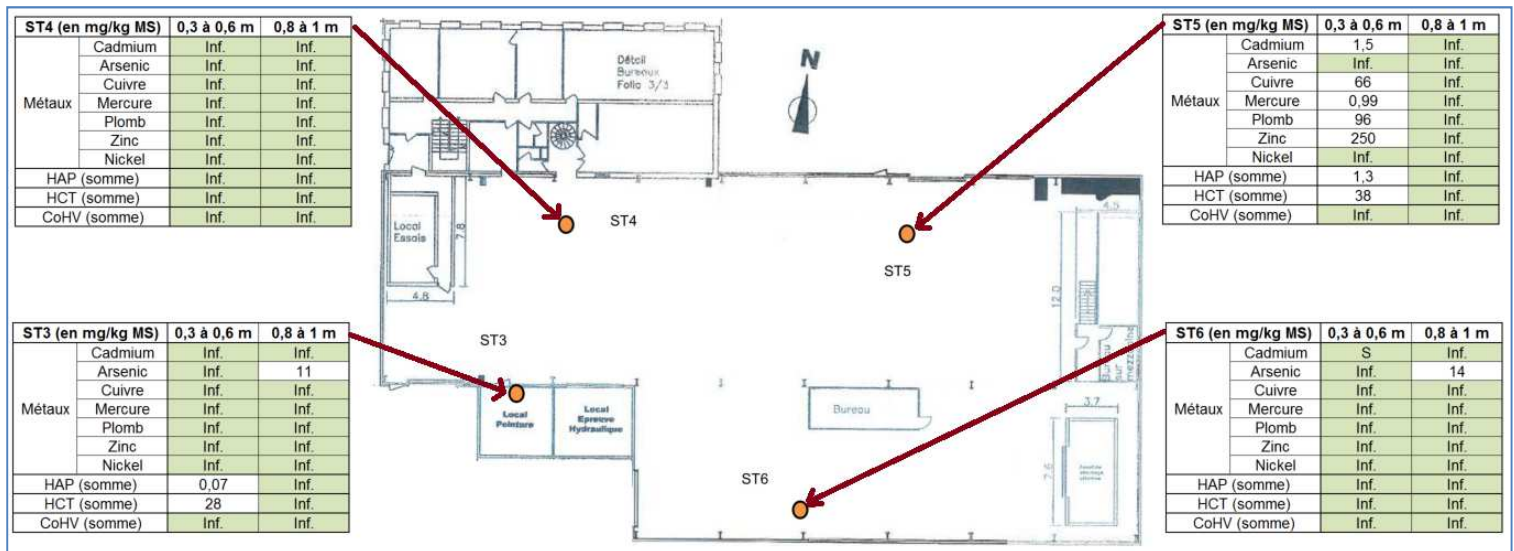 ST4 (en mg/kg MS) 0,3 à 0,6 m 0,8 à 1 m
Métaux
Cadmium Inf. Inf.
Arsenic Inf. Inf.
Cuivre Inf. Inf.
Mercure Inf. Inf.
Plomb Inf. Inf.
Zinc Inf. Inf.
Nickel Inf. Inf.
HAP (somme) Inf. Inf.
HCT (somme) Inf. Inf.
CoHV (somme) Inf. Inf.
Détail
Bureaux
Folio 3/3
N
ST5 (en mg/kg MS) 0,3 à 0,6 m 0,8 à 1 m
Métaux
Cadmium 1,5 Inf.
Arsenic Inf. Inf.
Cuivre 66 Inf.
Mercure 0,99 Inf.
Plomb 96 Inf.
Zinc 250 Inf.
Nickel Inf. Inf.
HAP (somme) 1,3 Inf.
HCT (somme) 38 Inf.
CoHV (somme) Inf. Inf.
Local
Essais
7.8
4.8
ST4
ST5
4.5
12.0
Bureau
sur
mezzanine
ST3 (en mg/kg MS) 0,3 à 0,6 m 0,8 à 1 m
Métaux
Cadmium Inf. Inf.
Arsenic Inf. 11
Cuivre Inf. Inf.
Mercure Inf. Inf.
Plomb Inf. Inf.
Zinc Inf. Inf.
Nickel Inf. Inf.
HAP (somme) 0,07 Inf.
HCT (somme) 28 Inf.
CoHV (somme) Inf. Inf.
ST3
Local
Peinture
Local
Epreuve
Hydraulique
Bureau
3.7
7.6
ST6
ST6 (en mg/kg MS) 0,3 à 0,6 m 0,8 à 1 m
Métaux
Cadmium S Inf.
Arsenic Inf. 14
Cuivre Inf. Inf.
Mercure Inf. Inf.
Plomb Inf. Inf.
Zinc Inf. Inf.
Nickel Inf. Inf.
HAP (somme) Inf. Inf.
HCT (somme) Inf. Inf.
CoHV (somme) Inf. Inf.